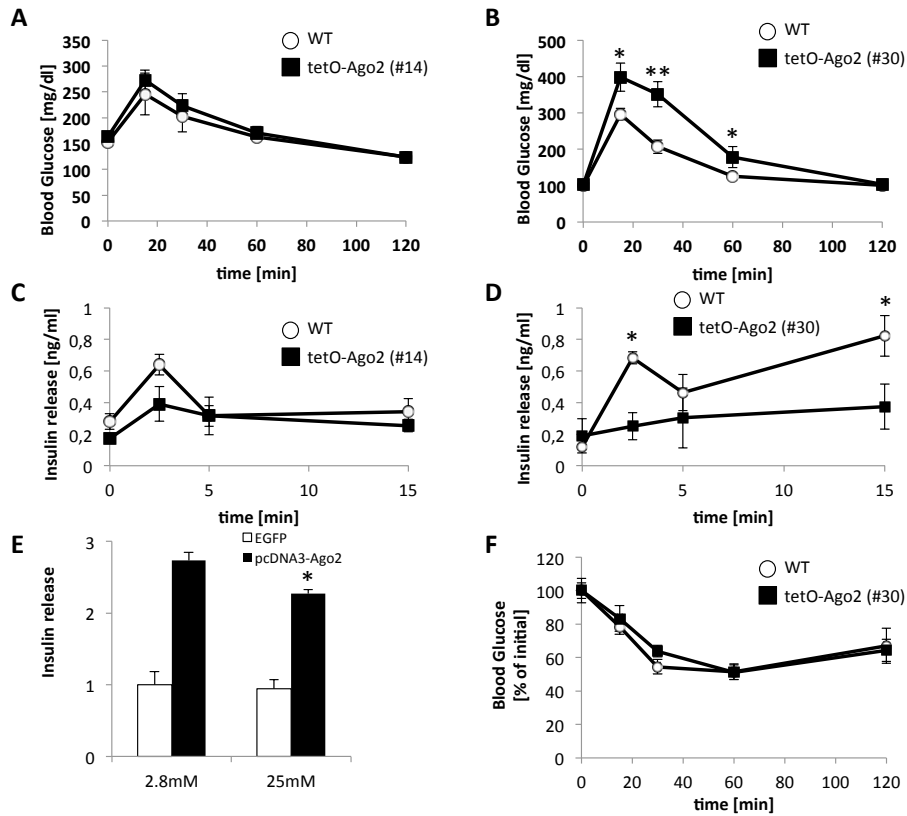 A
Blood Glucose [mg/dl]
350
300
250
200
150
100
50
0
0 20 40 60 80 100 120
time [min]
WT
tetO-Ago2 (#14)
B
Blood Glucose [mg/dl]
500
400
300
200
100
0
0 20 40 60 80 100 120
time [min]
WT
tetO-Ago2 (#30)
*
**
*
C
Insulin release [ng/ml]
1
0,8
0,6
0,4
0,2
0
0 5 10 15
time [min]
WT
tetO-Ago2 (#14)
D
Insulin release [ng/ml]
1
0,8
0,6
0,4
0,2
0
0 5 10 15
time [min]
WT
tetO-Ago2 (#30)
*
*
E
Insulin release
3
2
1
0
2.8mM 25mM
EGFP
pcDNA3-Ago2
*
F
Blood Glucose
[% of initial]
120
100
80
60
40
20
0
0 20 40 60 80 100 120
time [min]
WT
tetO-Ago2 (#30)